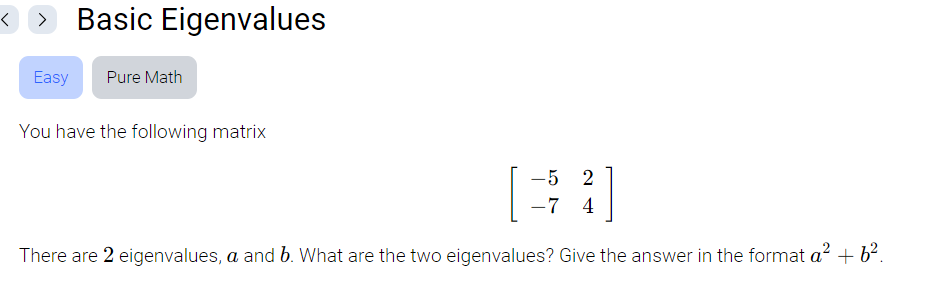 < > Basic Eigenvalues
Easy Pure Math
You have the following matrix
−5 2
−7 4
There are 2 eigenvalues, a and b. What are the two eigenvalues? Give the answer in the format a² + b².